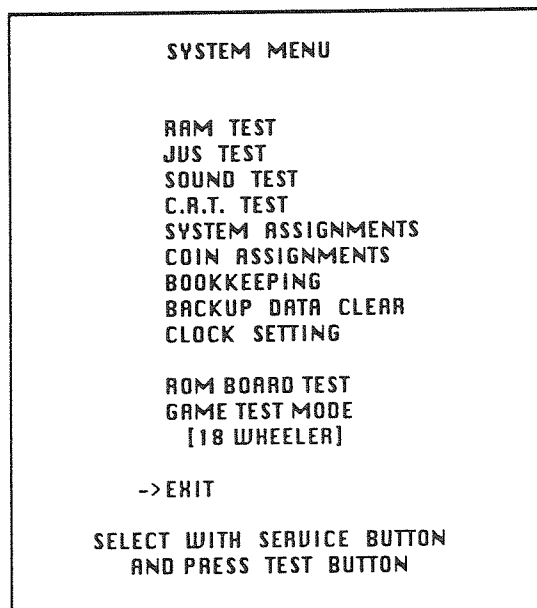 SYSTEM MENU
RAM TEST
JVS TEST
SOUND TEST
C.R.T. TEST
SYSTEM ASSIGNMENTS
COIN ASSIGNMENTS
BOOKKEEPING
BACKUP DATA CLEAR
CLOCK SETTING
ROM BOARD TEST
GAME TEST MODE
[18 WHEELER]
->EXIT
SELECT WITH SERVICE BUTTON
AND PRESS TEST BUTTON